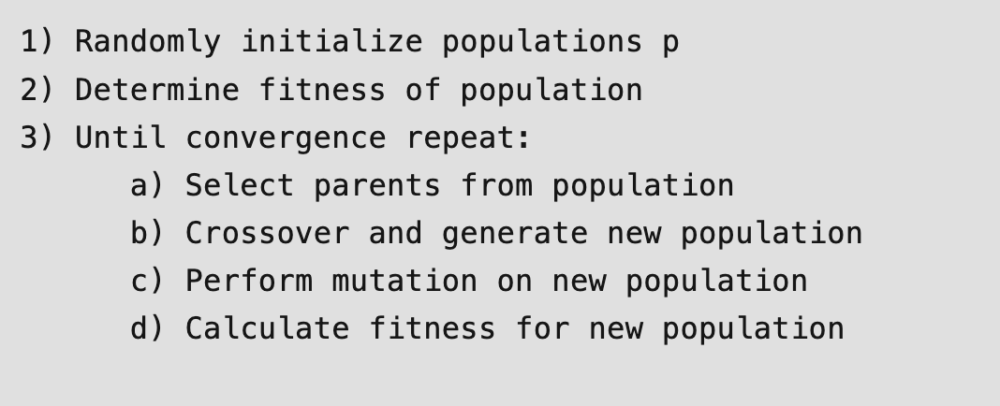 1) Randomly initialize populations p
2) Determine fitness of population
3) Until convergence repeat:
a) Select parents from population
b) Crossover and generate new population
c) Perform mutation on new population
d) Calculate fitness for new population